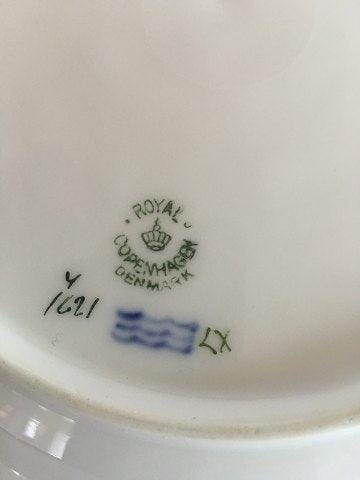 ROYAL
COPENHAGEN
DENMARK
Y
1621
LX